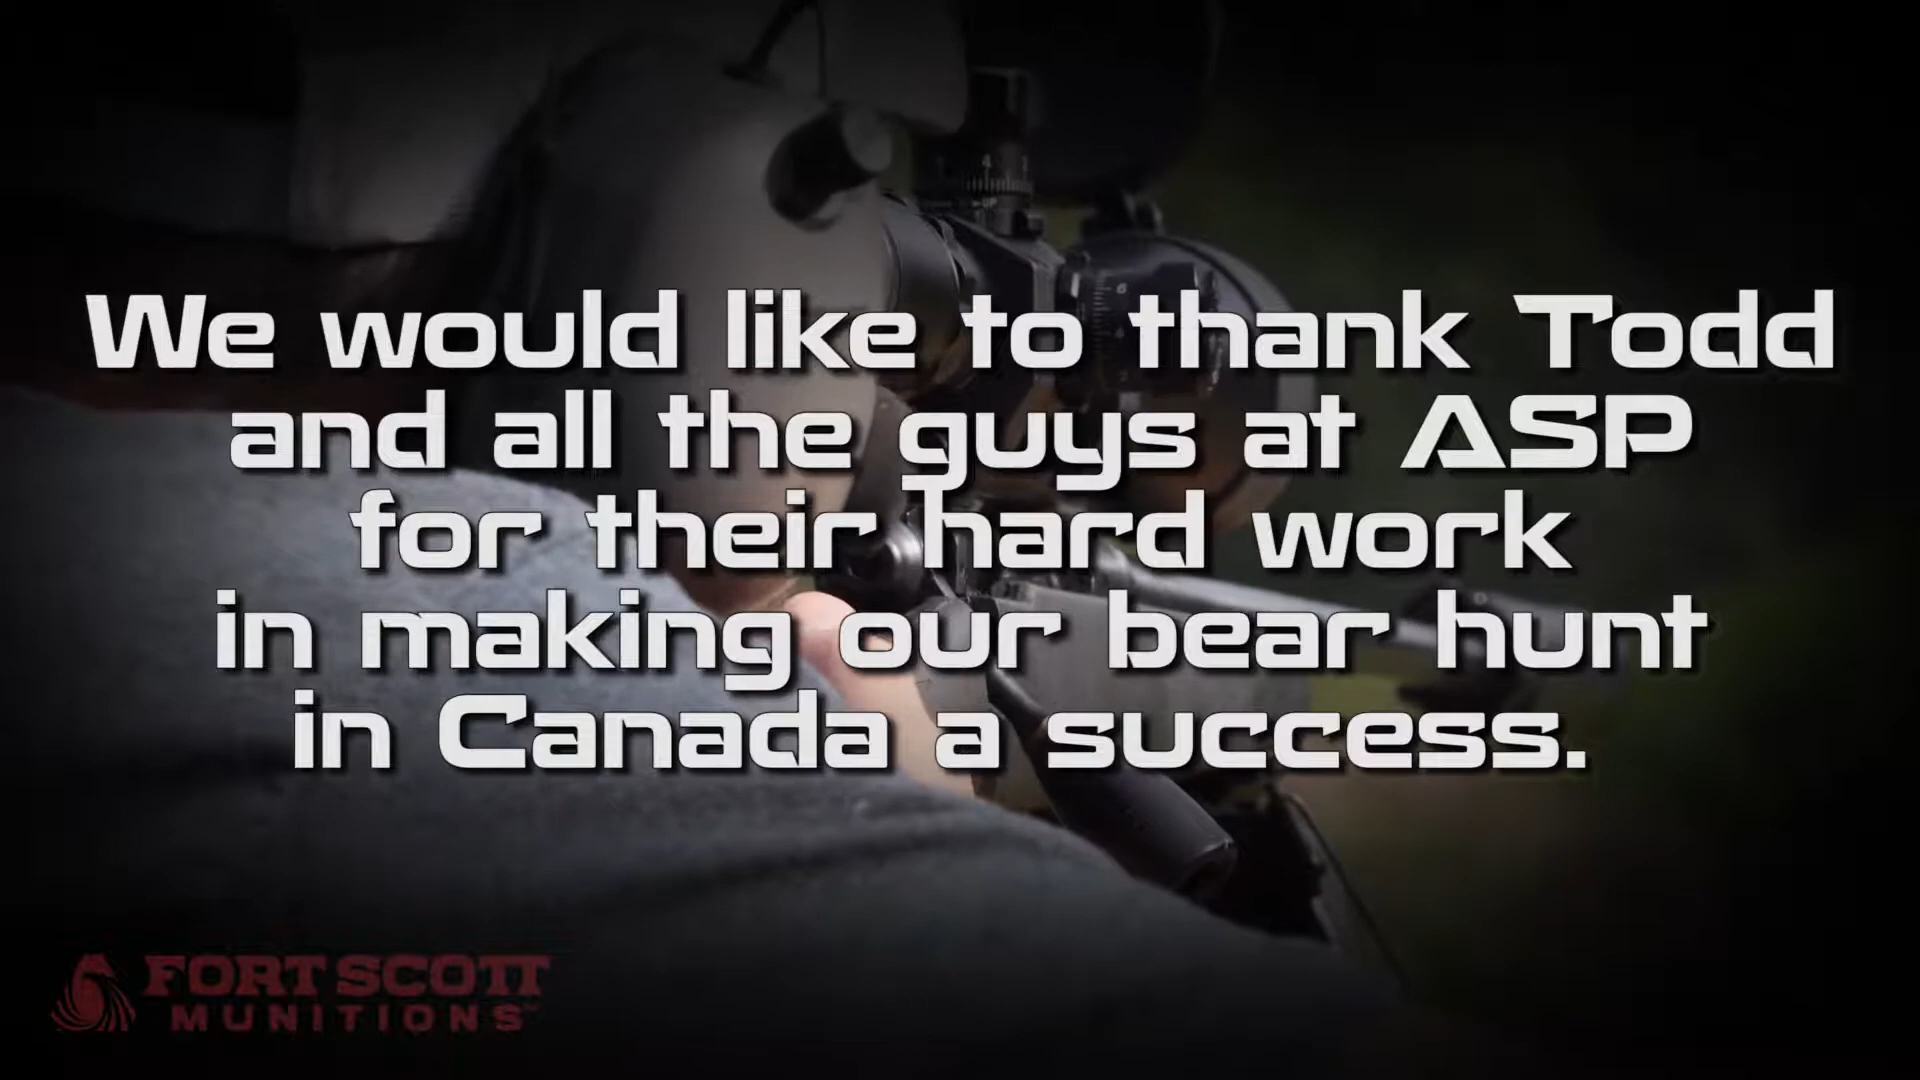 We would like to thank Todd
and all the guys at ASP
for their hard work
in making our bear hunt
in Canada a success.
FORT SCOTT
MUNITIONS